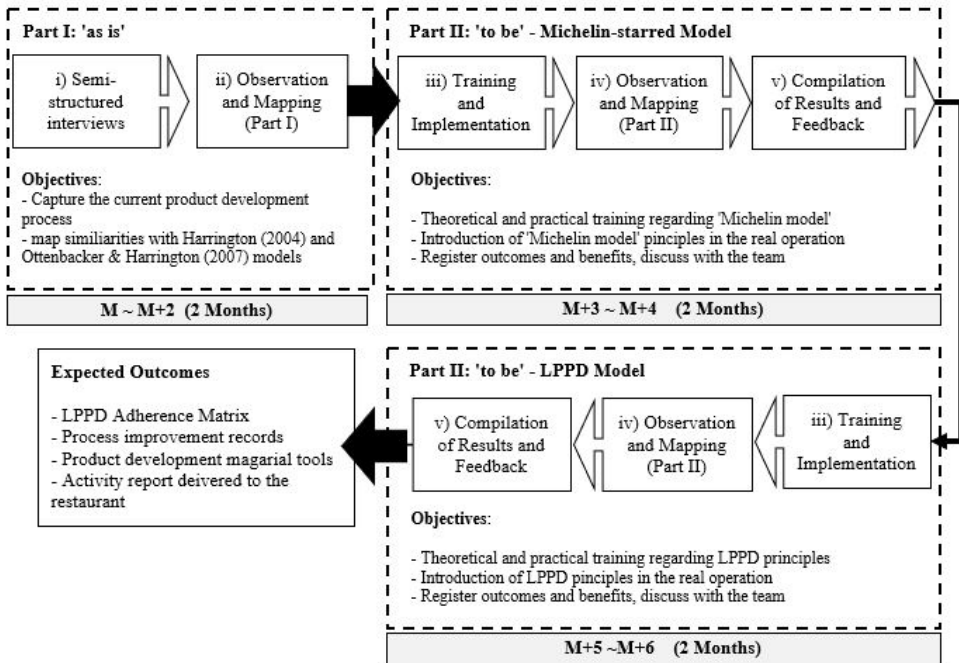 Part I: 'as is'
i) Semi-
structured
interviews
ii) Observation
and Mapping
(Part I)
Objectives:
- Capture the current product development
process
- map similiarities with Harrington (2004) and
Ottenbacker & Harrington (2007) models
M ~ M+2 (2 Months)
Part II: 'to be' - Michelin-starred Model
iii) Training
and
Implementation
iv) Observation
and Mapping
(Part II)
v) Compilation
of Results and
Feedback
Objectives:
- Theoretical and practical training regarding 'Michelin model'
- Introduction of 'Michelin model' pinciples in the real operation
- Register outcomes and benefits, discuss with the team
M+3 ~ M+4 (2 Months)
Expected Outcomes
- LPPD Adherence Matrix
- Process improvement records
- Product development magarial tools
- Activity report deivered to the
restaurant
Part II: 'to be' - LPPD Model
v) Compilation
of Results and
Feedback
iv) Observation
and Mapping
(Part II)
iii) Training
and
Implementation
Objectives:
- Theoretical and practical training regarding LPPD principles
- Introduction of LPPD pinciples in the real operation
- Register outcomes and benefits, discuss with the team
M+5 ~M+6 (2 Months)